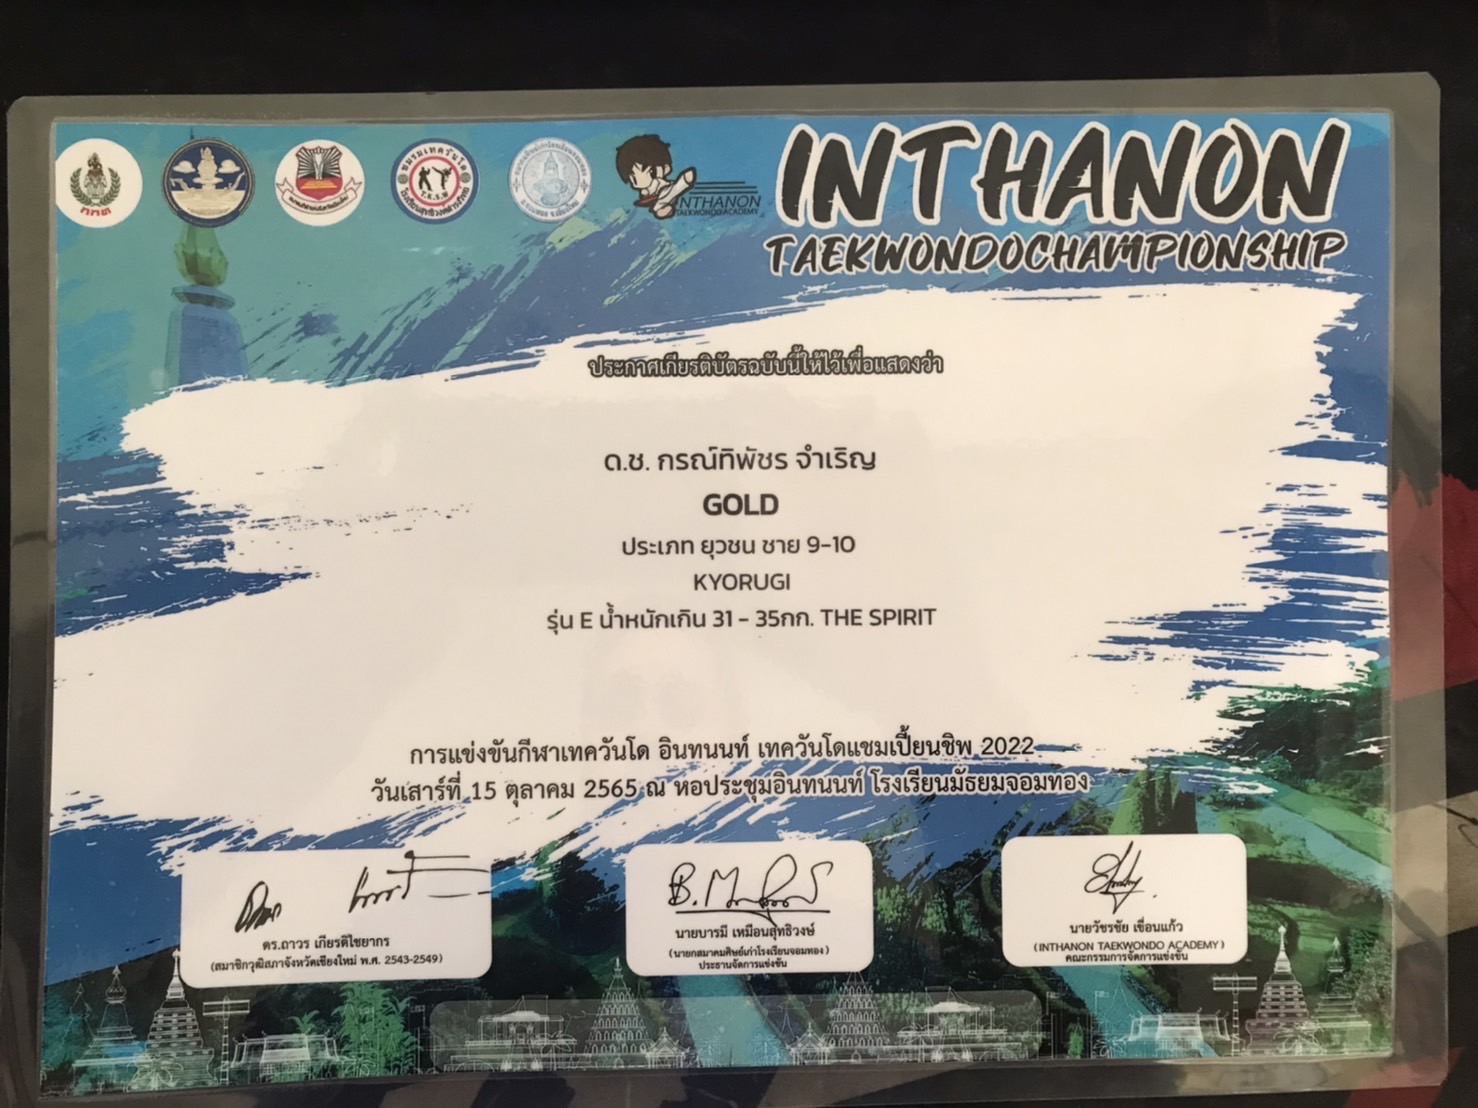 กกท
ชมรมเทควันโด
T.K.S.W
INTHANON
TAEKWONDO ACADEMY
INTHANON
TAEKWONDOCHAMPIONSHIP
ประกาศเกียรติบัตรฉบับนี้ให้ไว้เพื่อแสดงว่า
ด.ช. กรณ์ทิพัชร จำเริญ
GOLD
ประเภท ยุวชน ชาย 9-10
KYORUGI
รุ่น E น้ำหนักเกิน 31 - 35กก. THE SPIRIT
การแข่งขันกีฬาเทควันโด อินทนนท์ เทควันโดแชมเปี้ยนชิพ 2022
วันเสาร์ที่ 15 ตุลาคม 2565 ณ หอประชุมอินทนนท์ โรงเรียนมัธยมจอมทอง
ดร.ถาวร เกียรติไชยากร
(สมาชิกวุฒิสภาจังหวัดเชียงใหม่ พ.ศ. 2543-2549)
นายบารมี เหมือนสุทธิวงษ์
(นายกสมาคมศิษย์เก่าโรงเรียนจอมทอง)
ประธานจัดการแข่งขัน
นายวัชรชัย เขื่อนแก้ว
(INTHANON TAEKWONDO ACADEMY)
คณะกรรมการจัดการแข่งขัน